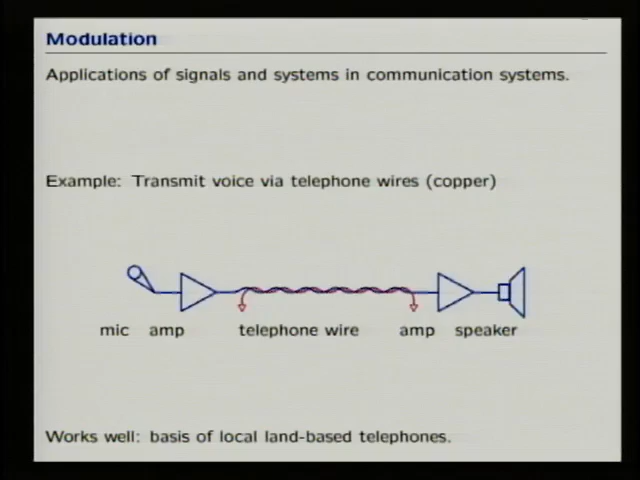 Modulation
Applications of signals and systems in communication systems.
Example: Transmit voice via telephone wires (copper)
mic amp telephone wire amp speaker
Works well: basis of local land-based telephones.